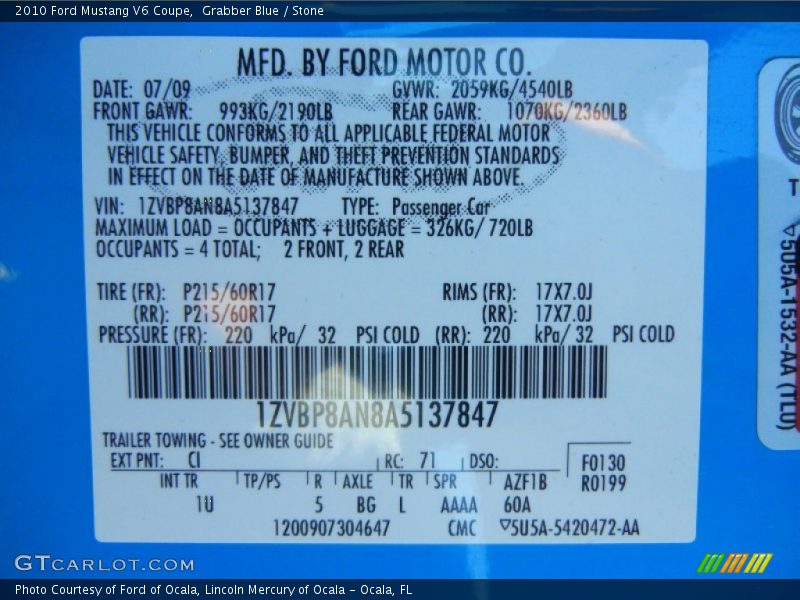 2010 Ford Mustang V6 Coupe,  Grabber Blue / Stone
MFD. BY FORD MOTOR CO.
DATE: 07/09 GVWR: 2059KG/4540LB
FRONT GAWR: 993KG/2190LB REAR GAWR: 1070KG/2360LB
THIS VEHICLE CONFORMS TO ALL APPLICABLE FEDERAL MOTOR
VEHICLE SAFETY, BUMPER, AND THEFT PREVENTION STANDARDS
IN EFFECT ON THE DATE OF MANUFACTURE SHOWN ABOVE.
VIN: 1ZVBP8AN8A5137847 TYPE: Passenger Car
MAXIMUM LOAD = OCCUPANTS + LUGGAGE = 326KG/ 720LB
OCCUPANTS = 4 TOTAL; 2 FRONT, 2 REAR
TIRE (FR): P215/60R17 RIMS (FR): 17X7.0J
(RR): P215/60R17 (RR): 17X7.0J
PRESSURE (FR): 220 kPa/ 32 PSI COLD (RR): 220 kPa/ 32 PSI COLD
1ZVBP8AN8A5137847
TRAILER TOWING - SEE OWNER GUIDE
EXT PNT: CI RC: 71 DSO: F0130
INT TR TP/PS R AXLE TR SPR AZF1B R0199
1U 5 BG L AAAA 60A
1200907304647 CMC ▽5U5A-5420472-AA
T
▽5U5A-1532-AA (TLU)
GTCARLOT.COM
Photo Courtesy of Ford of Ocala, Lincoln Mercury of Ocala - Ocala, FL